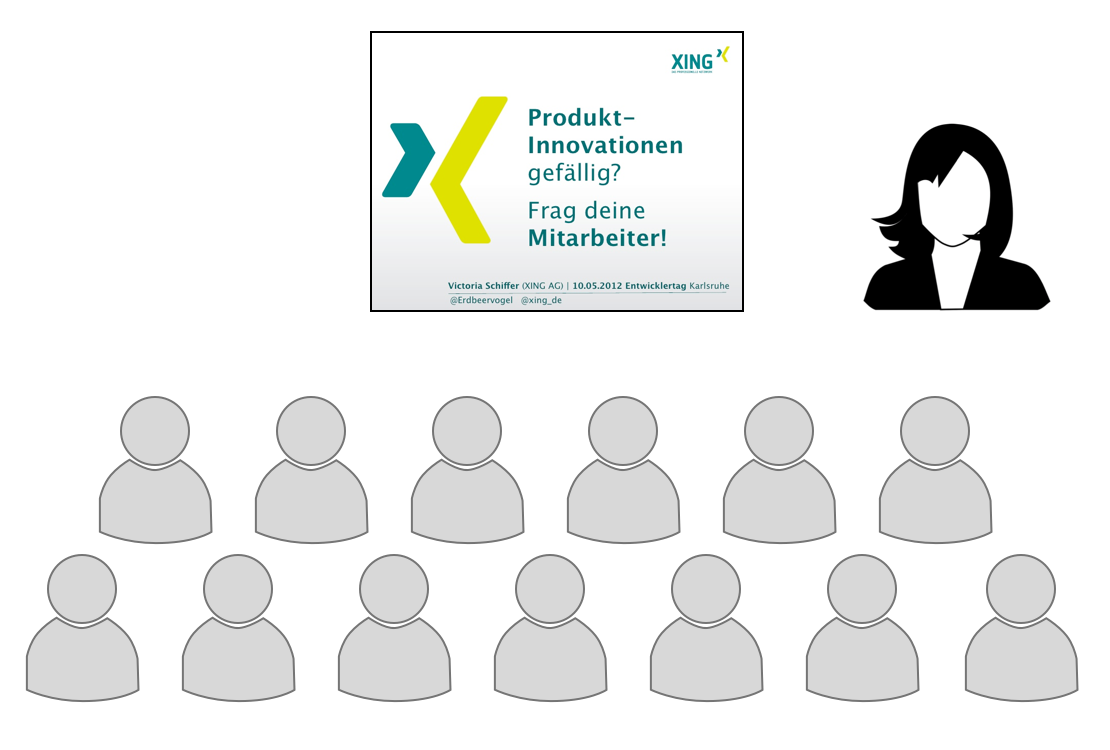 XING
Produkt-
Innovationen
gefällig?
Frag deine
Mitarbeiter!
Victoria Schiffer (XING AG) | 10.05.2012 Entwicklertag Karlsruhe
@Erdbeervogel @xing_de